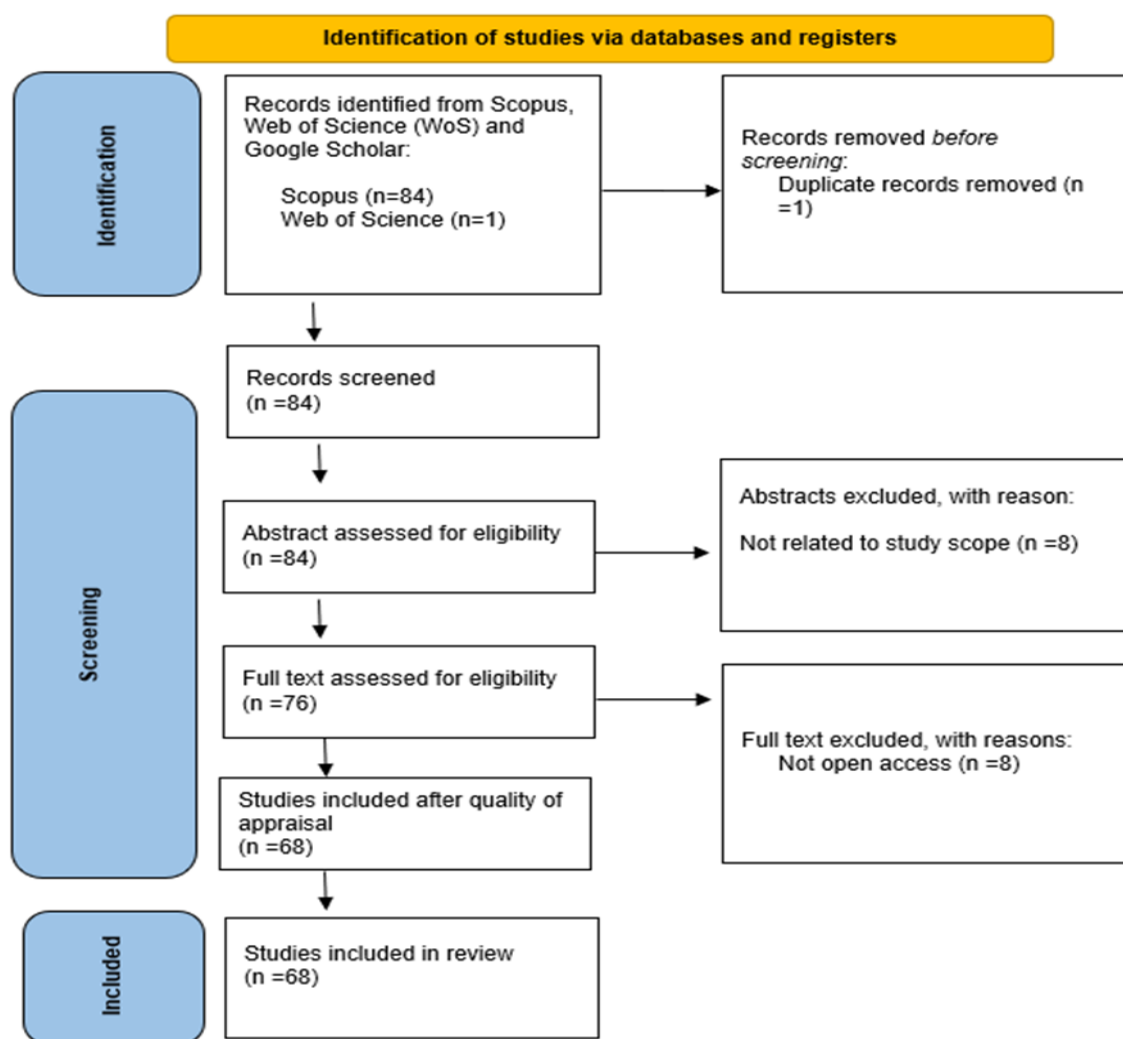 Identification of studies via databases and registers
Identification
Records identified from Scopus,
Web of Science (WoS) and
Google Scholar:
Scopus (n=84)
Web of Science (n=1)
Records removed before
screening:
Duplicate records removed (n
=1)
Screening
Records screened
(n =84)
Abstract assessed for eligibility
(n =84)
Abstracts excluded, with reason:
Not related to study scope (n =8)
Full text assessed for eligibility
(n =76)
Full text excluded, with reasons:
Not open access (n =8)
Studies included after quality of
appraisal
(n =68)
Included
Studies included in review
(n =68)